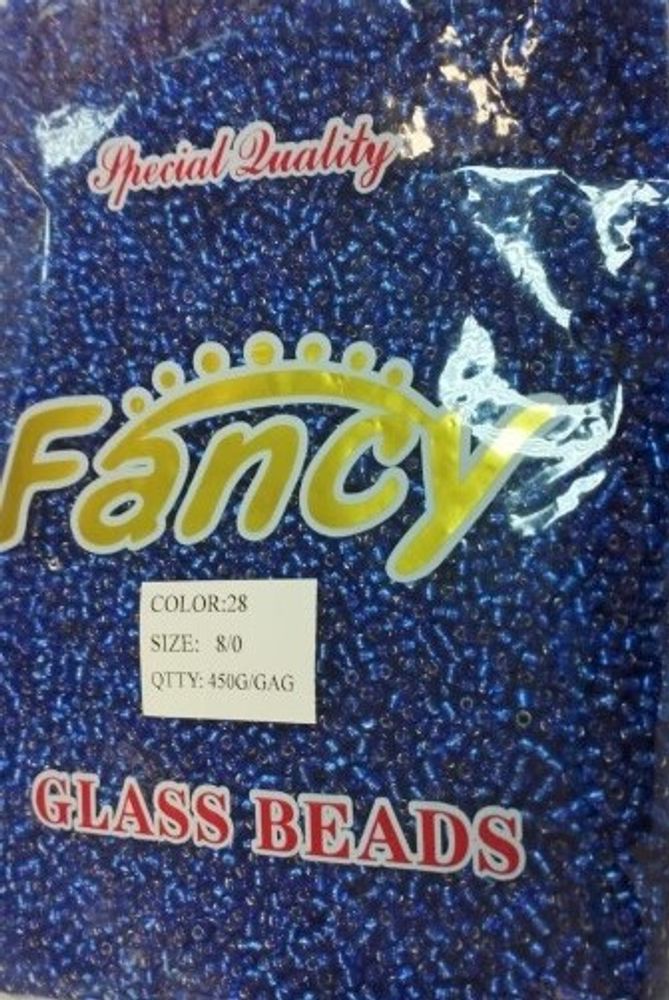 Special Quality
Fancy
COLOR:28
SIZE: 8/0
QTTY: 450G/GAG
GLASS BEADS